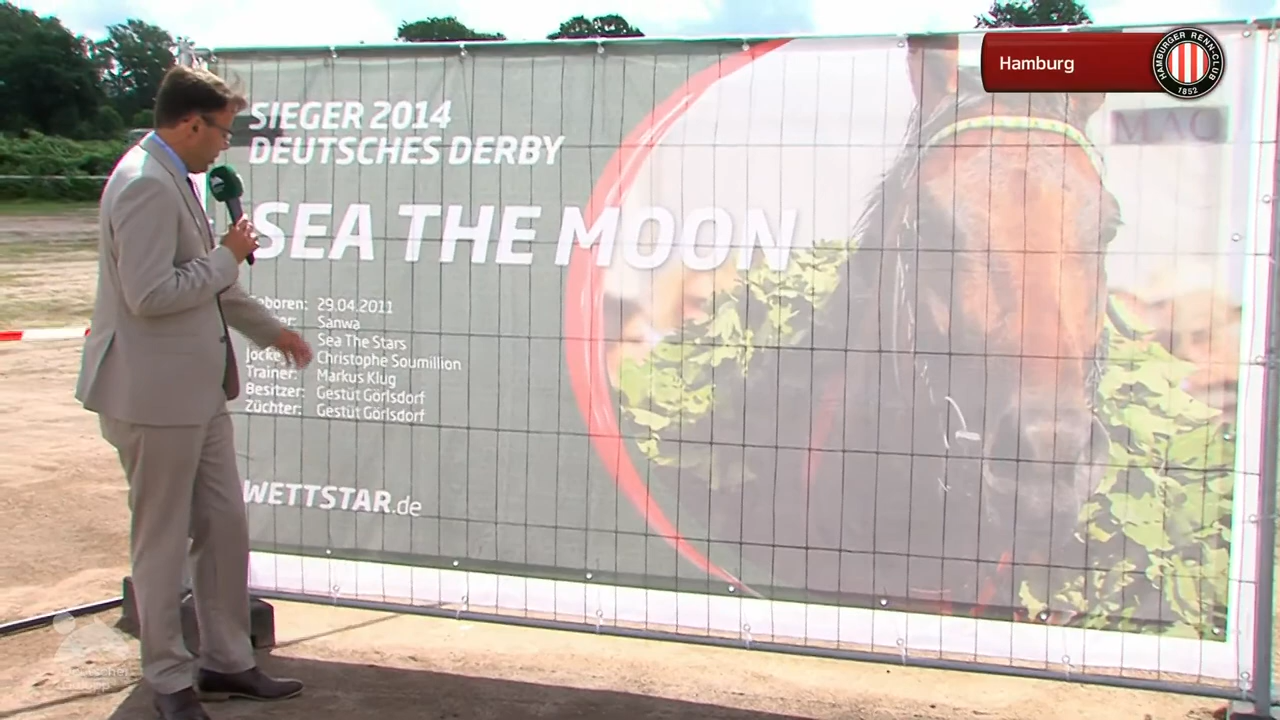 Hamburg
HAMBURGER RENN-CLUB
1852
SIEGER 2014
DEUTSCHES DERBY
SEA THE MOON
Geboren: 29.04.2011
Sanwa
Sea The Stars
Christophe Soumillion
Trainer: Markus Klug
Besitzer: Gestüt Görlsdorf
Züchter: Gestüt Görlsdorf
WETTSTAR.de